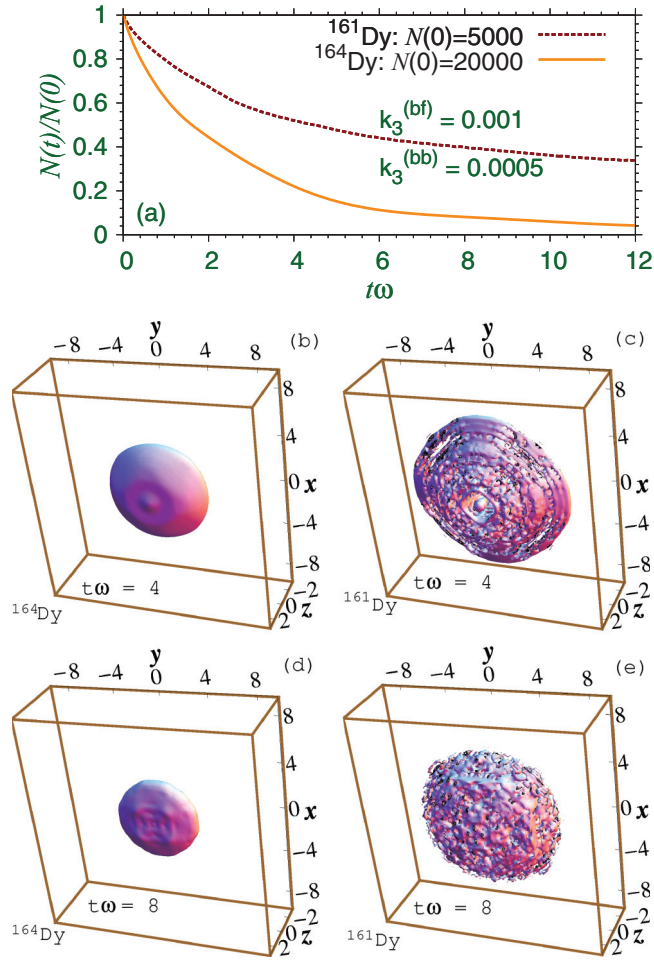 1
0.8
0.6
0.4
0.2
0
N(t)/N(0)
¹⁶¹Dy: N(0)=5000
¹⁶⁴Dy: N(0)=20000
k₃⁽ᵇᶠ⁾ = 0.001
k₃⁽ᵇᵇ⁾ = 0.0005
(a)
0 2 4 6 8 10 12
tω
y (b)
−8 −4 0 4 8
8
4
0 x
−4
−8
−2
0 z
2
tω = 4
¹⁶⁴Dy
y (c)
−8 −4 0 4 8
8
4
0 x
−4
−8
−2
0 z
2
tω = 4
¹⁶¹Dy
y (d)
−8 −4 0 4 8
8
4
0 x
−4
−8
−2
0 z
2
tω = 8
¹⁶⁴Dy
y (e)
−8 −4 0 4 8
8
4
0 x
−4
−8
−2
0 z
2
tω = 8
¹⁶¹Dy